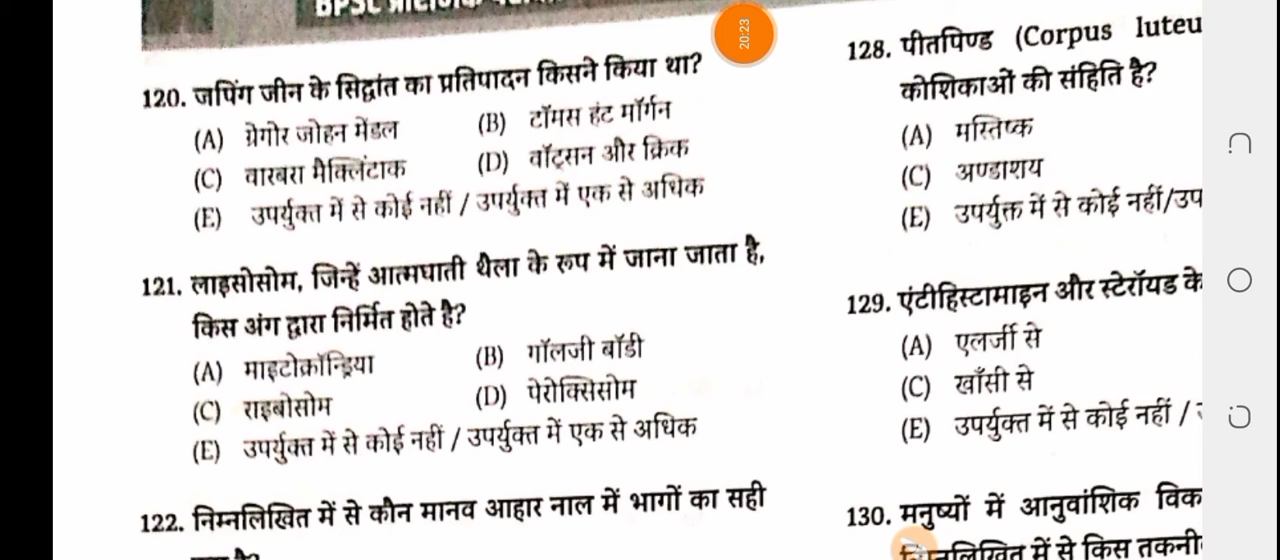 BPSC
20:23
120. जपिंग जीन के सिद्वांत का प्रतिपादन किसने किया था?
(A) ग्रेगोर जोहन मेंडल (B) टॉमस हंट मॉर्गन
(C) वारबरा मैक्लिंटाक (D) वॉट्सन और क्रिक
(E) उपर्युक्त में से कोई नहीं / उपर्युक्त में एक से अधिक
121. लाइसोसोम, जिन्हें आत्मघाती थैला के रूप में जाना जाता है,
किस अंग द्वारा निर्मित होते है?
(A) माइटोक्रॉन्ड्रिया (B) गॉलजी बॉडी
(C) राइबोसोम (D) पेरोक्सिसोम
(E) उपर्युक्त में से कोई नहीं / उपर्युक्त में एक से अधिक
122. निम्नलिखित में से कौन मानव आहार नाल में भागों का सही
128. पीतपिण्ड (Corpus luteu
कोशिकाओं की संहिति है?
(A) मस्तिष्क
(C) अण्डाशय
(E) उपर्युक्त में से कोई नहीं/उप
129. एंटीहिस्टामाइन और स्टेरॉयड के
(A) एलर्जी से
(C) खाँसी से
(E) उपर्युक्त में से कोई नहीं /
130. मनुष्यों में आनुवांशिक विक
में से किस तकनी